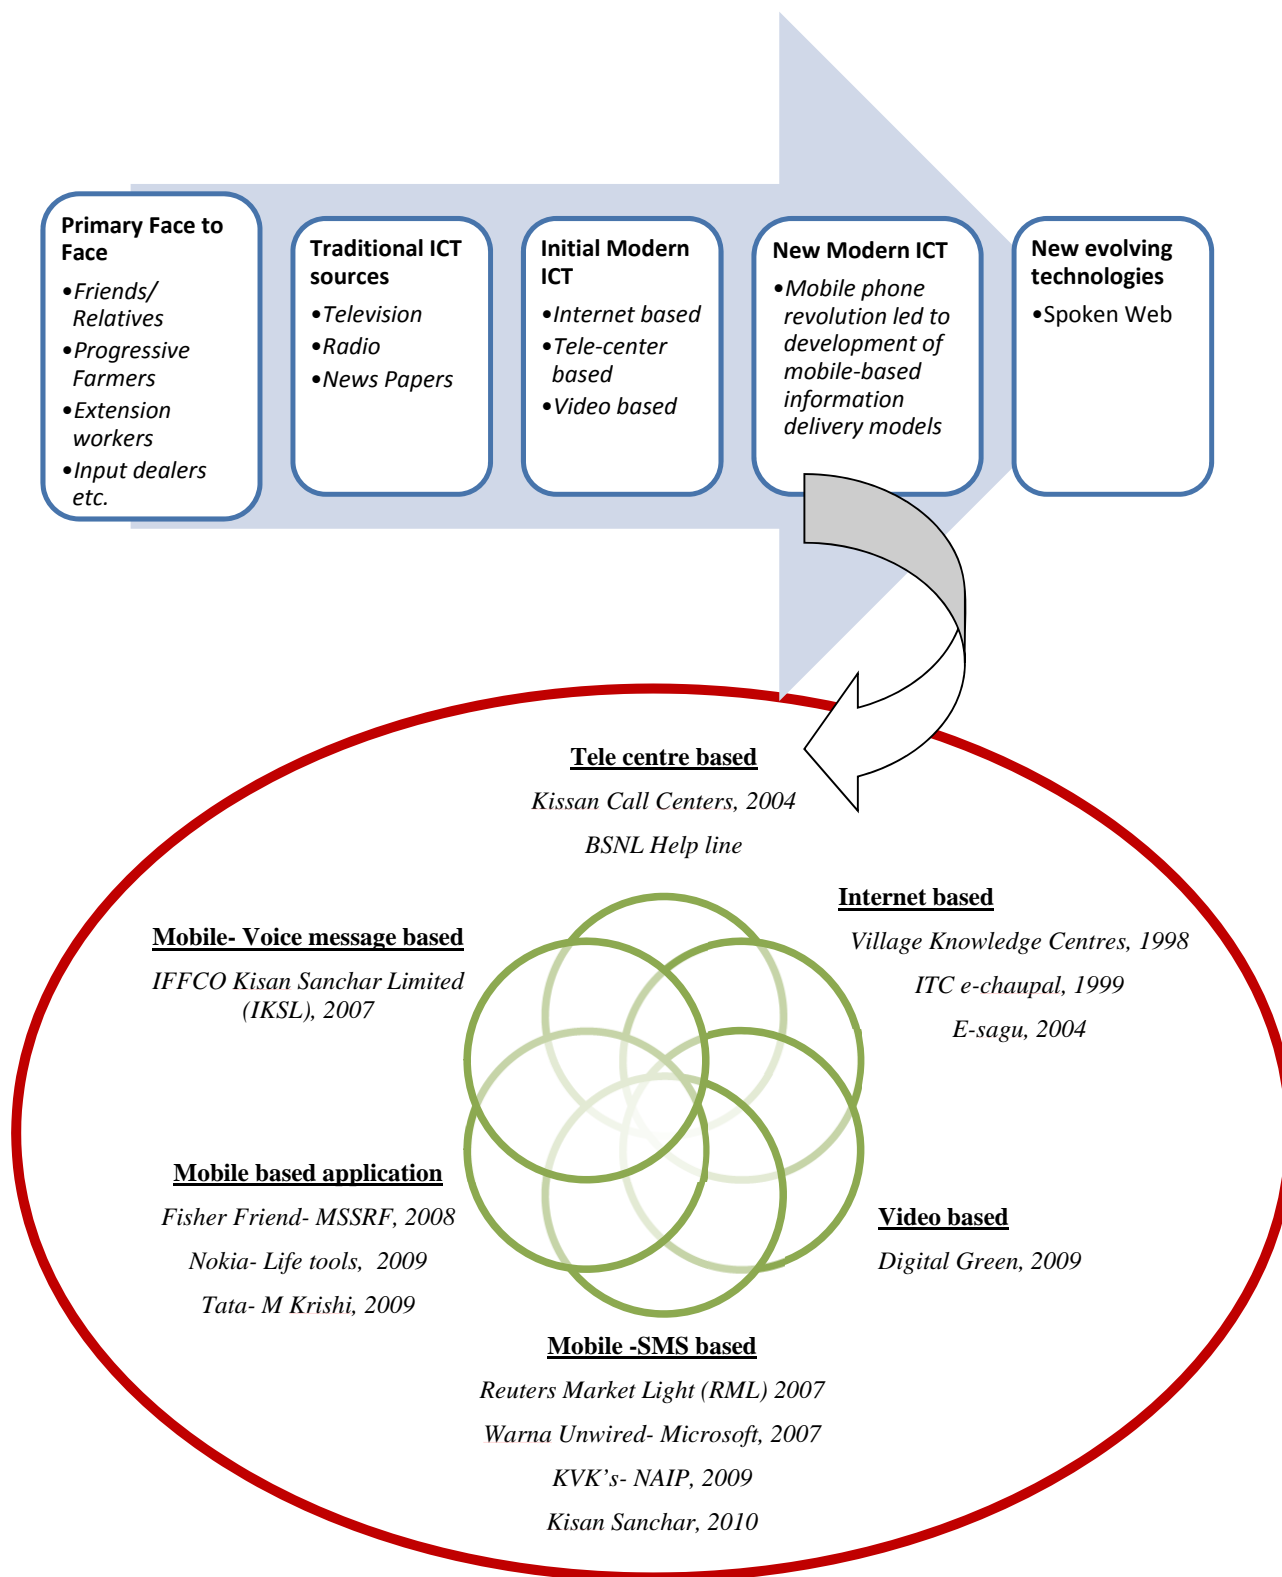 Primary Face to
Face
•Friends/
Relatives
•Progressive
Farmers
•Extension
workers
•Input dealers
etc.
Traditional ICT
sources
•Television
•Radio
•News Papers
Initial Modern
ICT
•Internet based
•Tele-center
based
•Video based
New Modern ICT
•Mobile phone
revolution led to
development of
mobile-based
information
delivery models
New evolving
technologies
•Spoken Web
Tele centre based
Kissan Call Centers, 2004
BSNL Help line
Internet based
Village Knowledge Centres, 1998
ITC e-chaupal, 1999
E-sagu, 2004
Mobile- Voice message based
IFFCO Kisan Sanchar Limited
(IKSL), 2007
Mobile based application
Fisher Friend- MSSRF, 2008
Nokia- Life tools,  2009
Tata- M Krishi, 2009
Video based
Digital Green, 2009
Mobile -SMS based
Reuters Market Light (RML) 2007
Warna Unwired- Microsoft, 2007
KVK’s- NAIP, 2009
Kisan Sanchar, 2010